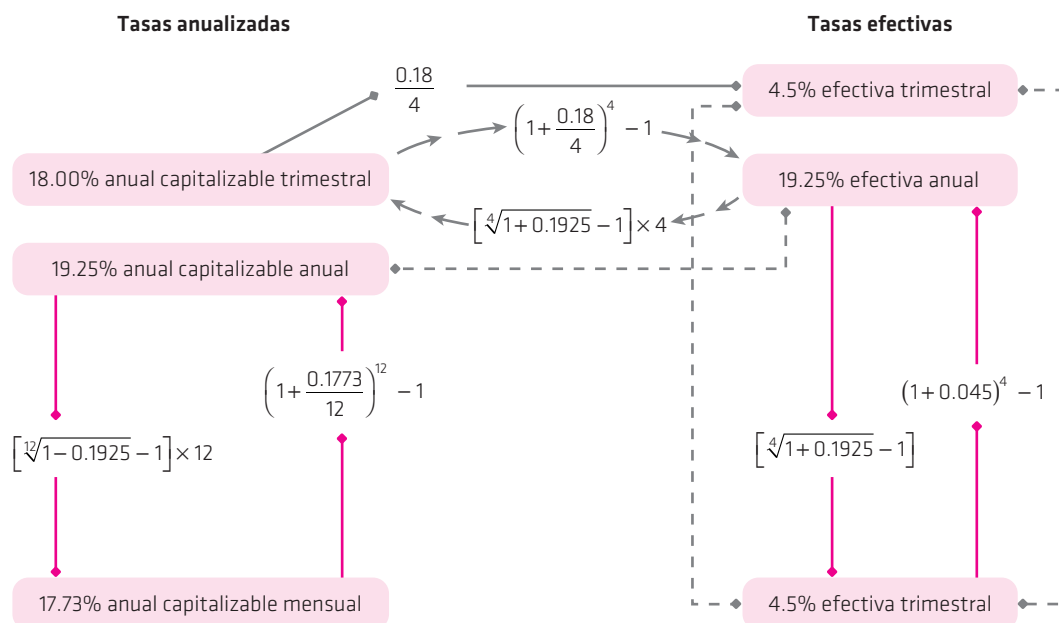 Tasas anualizadas
Tasas efectivas
0.18
4
4.5% efectiva trimestral
(1+0.18/4)^4 − 1
18.00% anual capitalizable trimestral
19.25% efectiva anual
[∜1+0.1925 − 1] × 4
19.25% anual capitalizable anual
(1+0.1773/12)^12 − 1
(1+0.045)^4 − 1
[¹²√1− 0.1925 − 1] × 12
[∜1+0.1925 − 1]
17.73% anual capitalizable mensual
4.5% efectiva trimestral